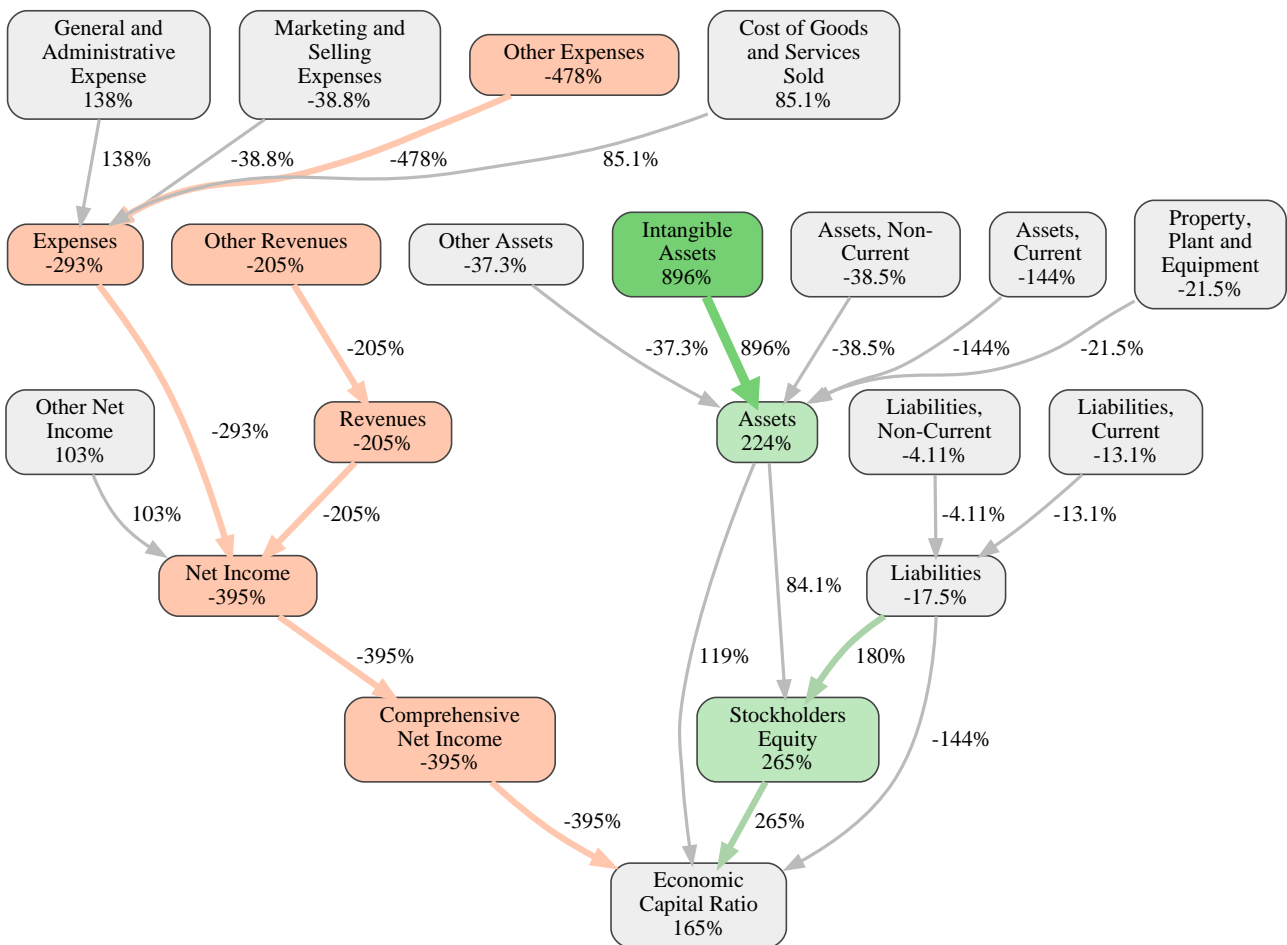 General and
Administrative
Expense
138%
Marketing and
Selling
Expenses
-38.8%
Other Expenses
-478%
Cost of Goods
and Services
Sold
85.1%
138%
-38.8%
-478%
85.1%
Expenses
-293%
Other Revenues
-205%
Other Assets
-37.3%
Intangible
Assets
896%
Assets, Non-
Current
-38.5%
Assets,
Current
-144%
Property,
Plant and
Equipment
-21.5%
-205%
-37.3%
896%
-38.5%
-144%
-21.5%
Other Net
Income
103%
-293%
Revenues
-205%
Assets
224%
Liabilities,
Non-Current
-4.11%
Liabilities,
Current
-13.1%
103%
-205%
-4.11%
-13.1%
Net Income
-395%
84.1%
Liabilities
-17.5%
-395%
119%
180%
Comprehensive
Net Income
-395%
Stockholders
Equity
265%
-144%
-395%
265%
Economic
Capital Ratio
165%